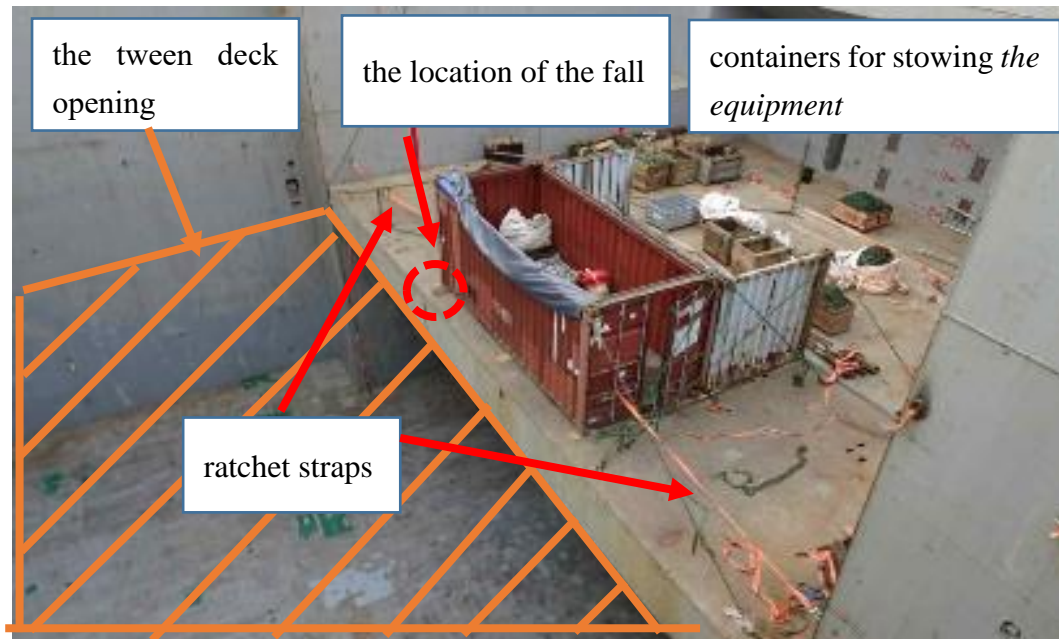 the tween deck
opening
the location of the fall
containers for stowing the
equipment
ratchet straps